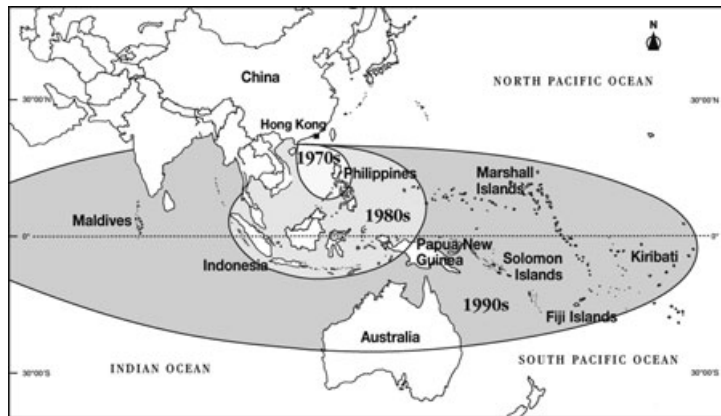 N
China
NORTH PACIFIC OCEAN
30°00'N
30°00'N
Hong Kong
1970s
Philippines
Marshall
Islands
Maldives
1980s
0°
0°
Indonesia
Papua New
Guinea
Solomon
Islands
Kiribati
1990s
Fiji Islands
Australia
INDIAN OCEAN
SOUTH PACIFIC OCEAN
30°00'S
30°00'S